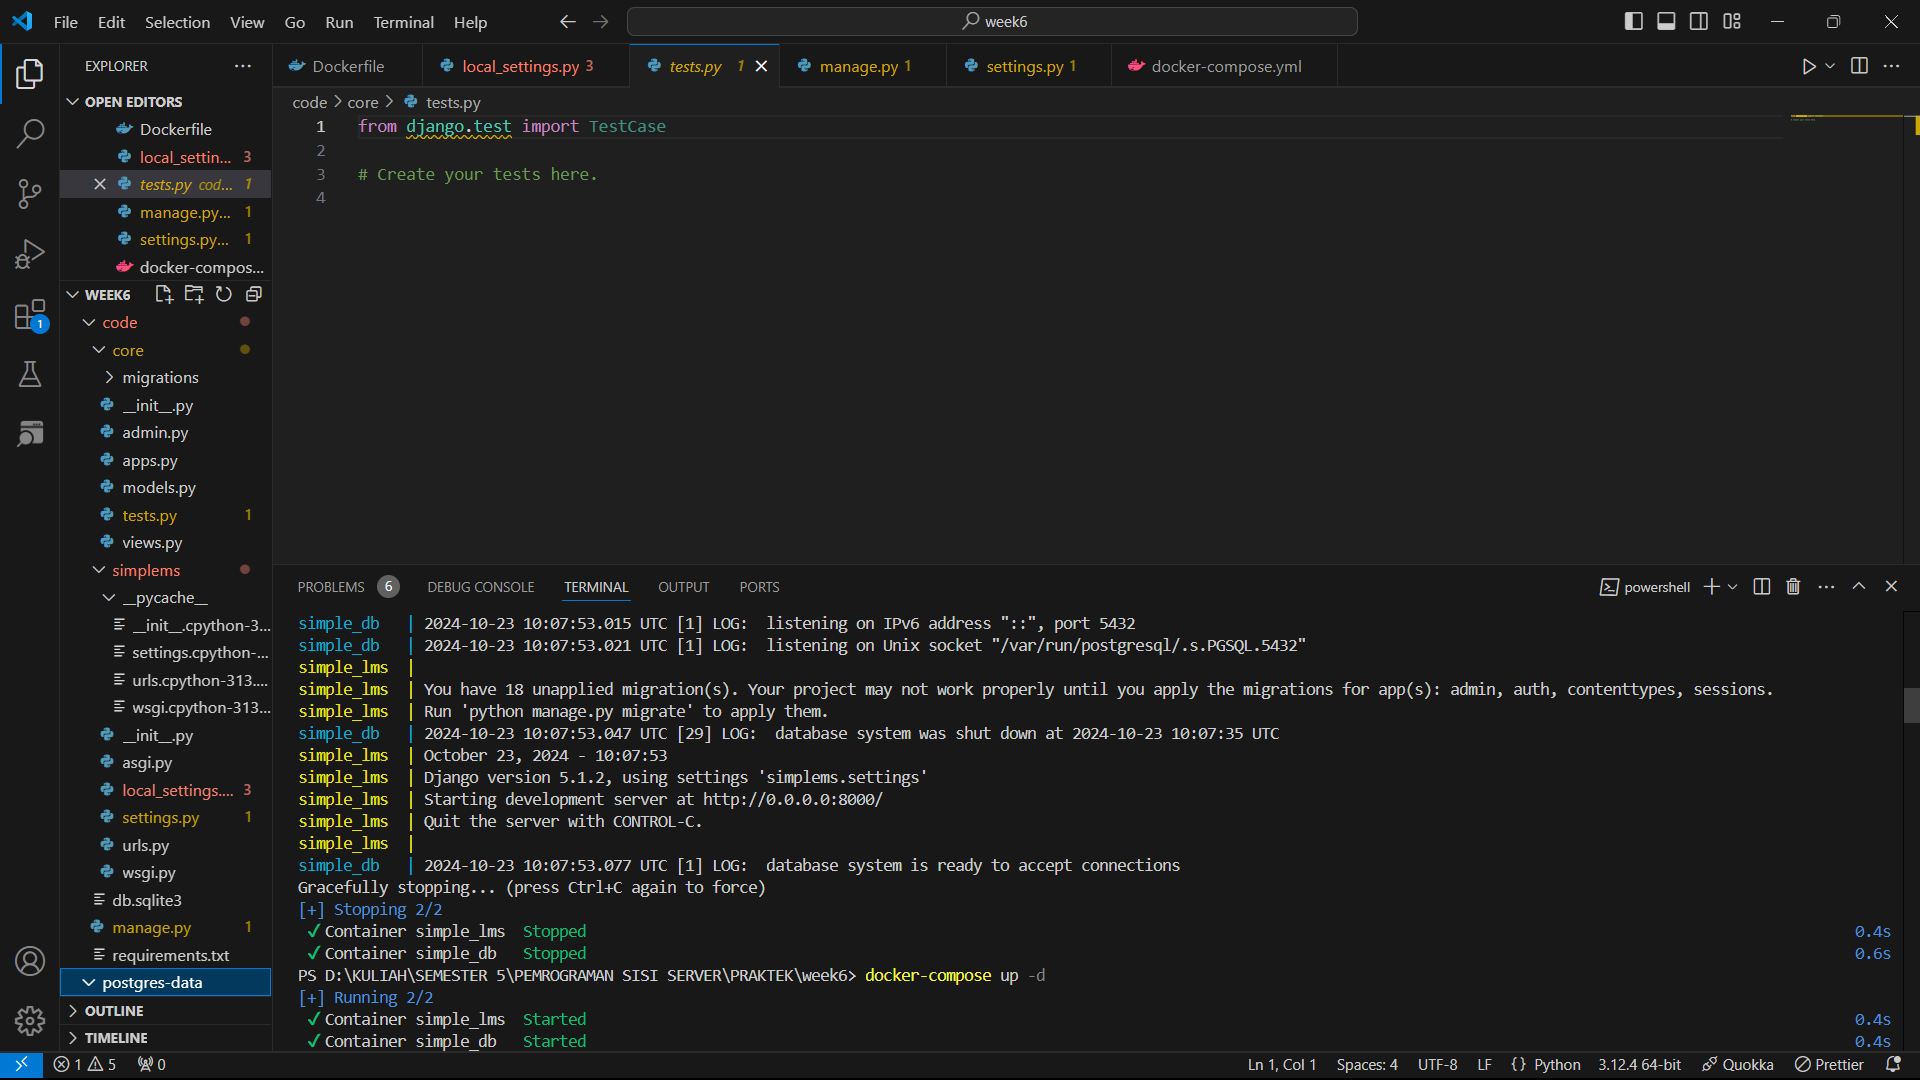 File Edit Selection View Go Run Terminal Help
week6
EXPLORER
OPEN EDITORS
Dockerfile
local_settin... 3
tests.py cod... 1
manage.py... 1
settings.py... 1
docker-compos...
WEEK6
code
core
migrations
__init__.py
admin.py
apps.py
models.py
tests.py 1
views.py
simplems
__pycache__
__init__.cpython-3...
settings.cpython-...
urls.cpython-313....
wsgi.cpython-313...
__init__.py
asgi.py
local_settings.... 3
settings.py 1
urls.py
wsgi.py
db.sqlite3
manage.py 1
requirements.txt
postgres-data
OUTLINE
TIMELINE
1
Dockerfile local_settings.py 3 tests.py 1 manage.py 1 settings.py 1 docker-compose.yml
code > core > tests.py
1 from django.test import TestCase
2
3 # Create your tests here.
4
PROBLEMS 6 DEBUG CONSOLE TERMINAL OUTPUT PORTS
powershell
simple_db | 2024-10-23 10:07:53.015 UTC [1] LOG: listening on IPv6 address "::", port 5432
simple_db | 2024-10-23 10:07:53.021 UTC [1] LOG: listening on Unix socket "/var/run/postgresql/.s.PGSQL.5432"
simple_lms |
simple_lms | You have 18 unapplied migration(s). Your project may not work properly until you apply the migrations for app(s): admin, auth, contenttypes, sessions.
simple_lms | Run 'python manage.py migrate' to apply them.
simple_db | 2024-10-23 10:07:53.047 UTC [29] LOG: database system was shut down at 2024-10-23 10:07:35 UTC
simple_lms | October 23, 2024 - 10:07:53
simple_lms | Django version 5.1.2, using settings 'simplems.settings'
simple_lms | Starting development server at http://0.0.0.0:8000/
simple_lms | Quit the server with CONTROL-C.
simple_lms |
simple_db | 2024-10-23 10:07:53.077 UTC [1] LOG: database system is ready to accept connections
Gracefully stopping... (press Ctrl+C again to force)
[+] Stopping 2/2
✓ Container simple_lms Stopped 0.4s
✓ Container simple_db Stopped 0.6s
PS D:\KULIAH\SEMESTER 5\PEMROGRAMAN SISI SERVER\PRAKTEK\week6> docker-compose up -d
[+] Running 2/2
✓ Container simple_lms Started 0.4s
✓ Container simple_db Started 0.4s
1 5 0 Ln 1, Col 1 Spaces: 4 UTF-8 LF {} Python 3.12.4 64-bit Quokka Prettier